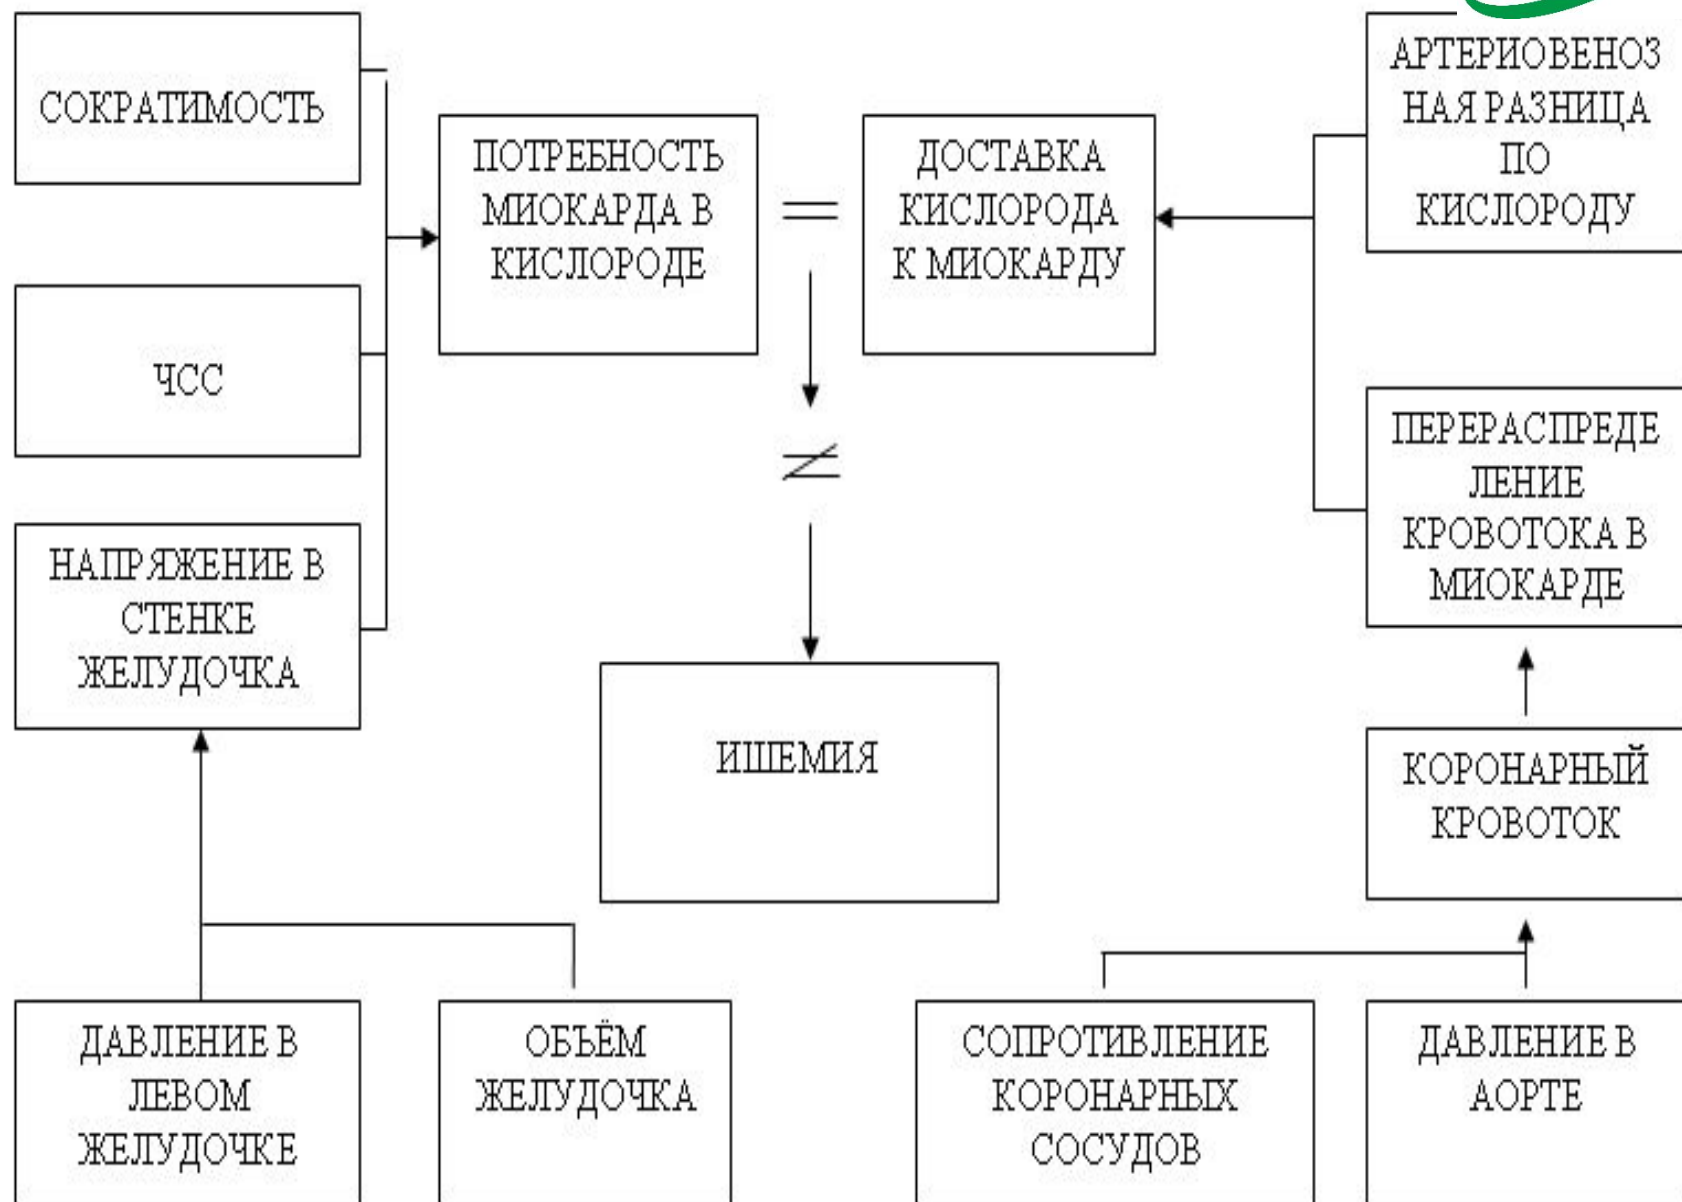 СОКРАТИМОСТЬ
ПОТРЕБНОСТЬ
МИОКАРДА В
КИСЛОРОДЕ
=
ДОСТАВКА
КИСЛОРОДА
К МИОКАРДУ
АРТЕРИОВЕНОЗ
НАЯ РАЗНИЦА
ПО
КИСЛОРОДУ
ЧСС
≠
ПЕРЕРАСПРЕДЕ
ЛЕНИЕ
КРОВОТОКА В
МИОКАРДЕ
НАПРЯЖЕНИЕ В
СТЕНКЕ
ЖЕЛУДОЧКА
ИШЕМИЯ
КОРОНАРНЫЙ
КРОВОТОК
ДАВЛЕНИЕ В
ЛЕВОМ
ЖЕЛУДОЧКЕ
ОБЪЁМ
ЖЕЛУДОЧКА
СОПРОТИВЛЕНИЕ
КОРОНАРНЫХ
СОСУДОВ
ДАВЛЕНИЕ В
АОРТЕ